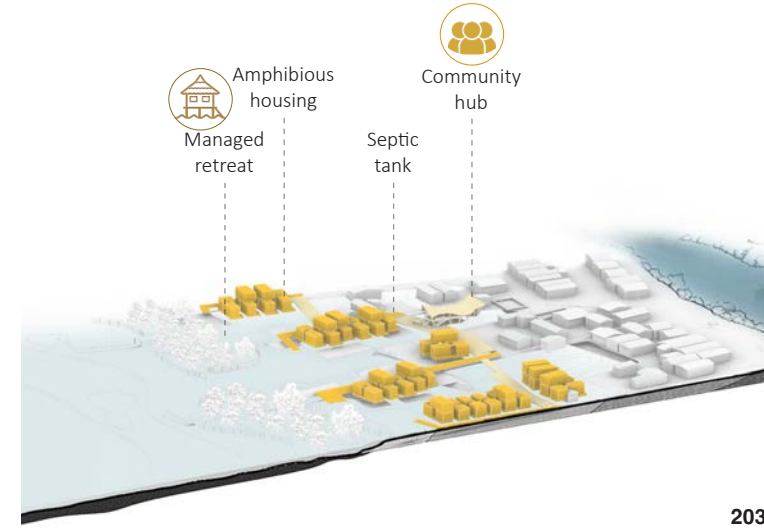 Amphibious
housing
Community
hub
Managed
retreat
Septic
tank
203